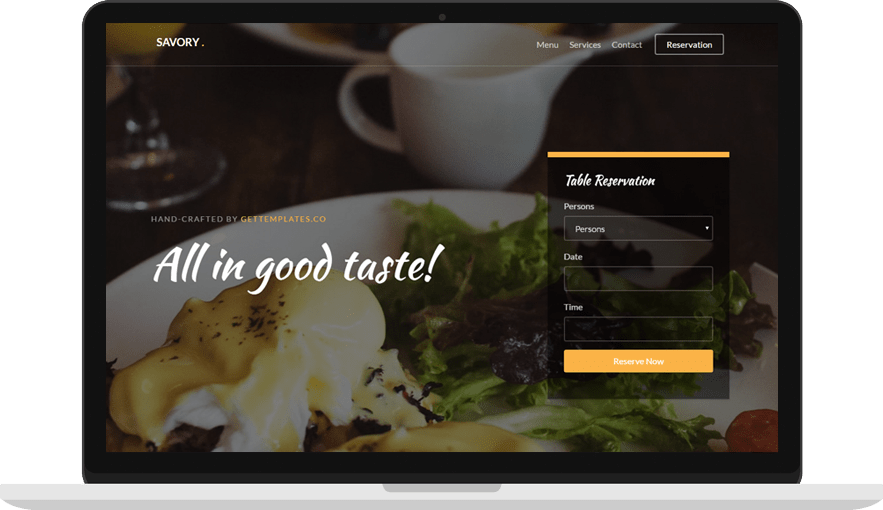 SAVORY .
Menu Services Contact Reservation
Table Reservation
Persons
Persons
Date
Time
Reserve Now
HAND-CRAFTED BY GETTEMPLATES.CO
All in good taste!